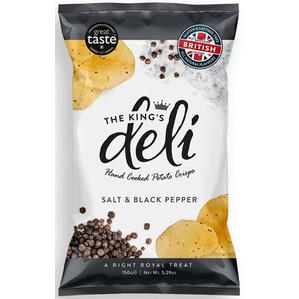 great
taste
BRITISH
THE KING'S
deli
Hand Cooked Potato Crisps
SALT & BLACK PEPPER
A RIGHT ROYAL TREAT
150g | Net Wt. 5.29oz